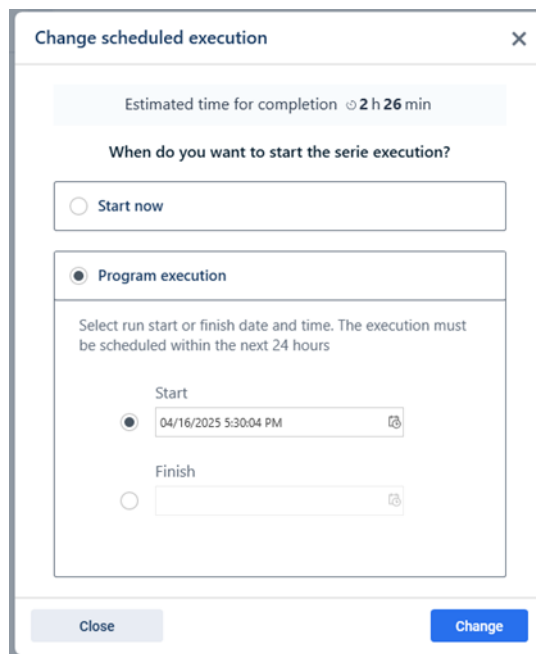 Change scheduled execution
Estimated time for completion 2 h 26 min
When do you want to start the serie execution?
Start now
Program execution
Select run start or finish date and time. The execution must
be scheduled within the next 24 hours
Start
04/16/2025 5:30:04 PM
Finish
Close
Change